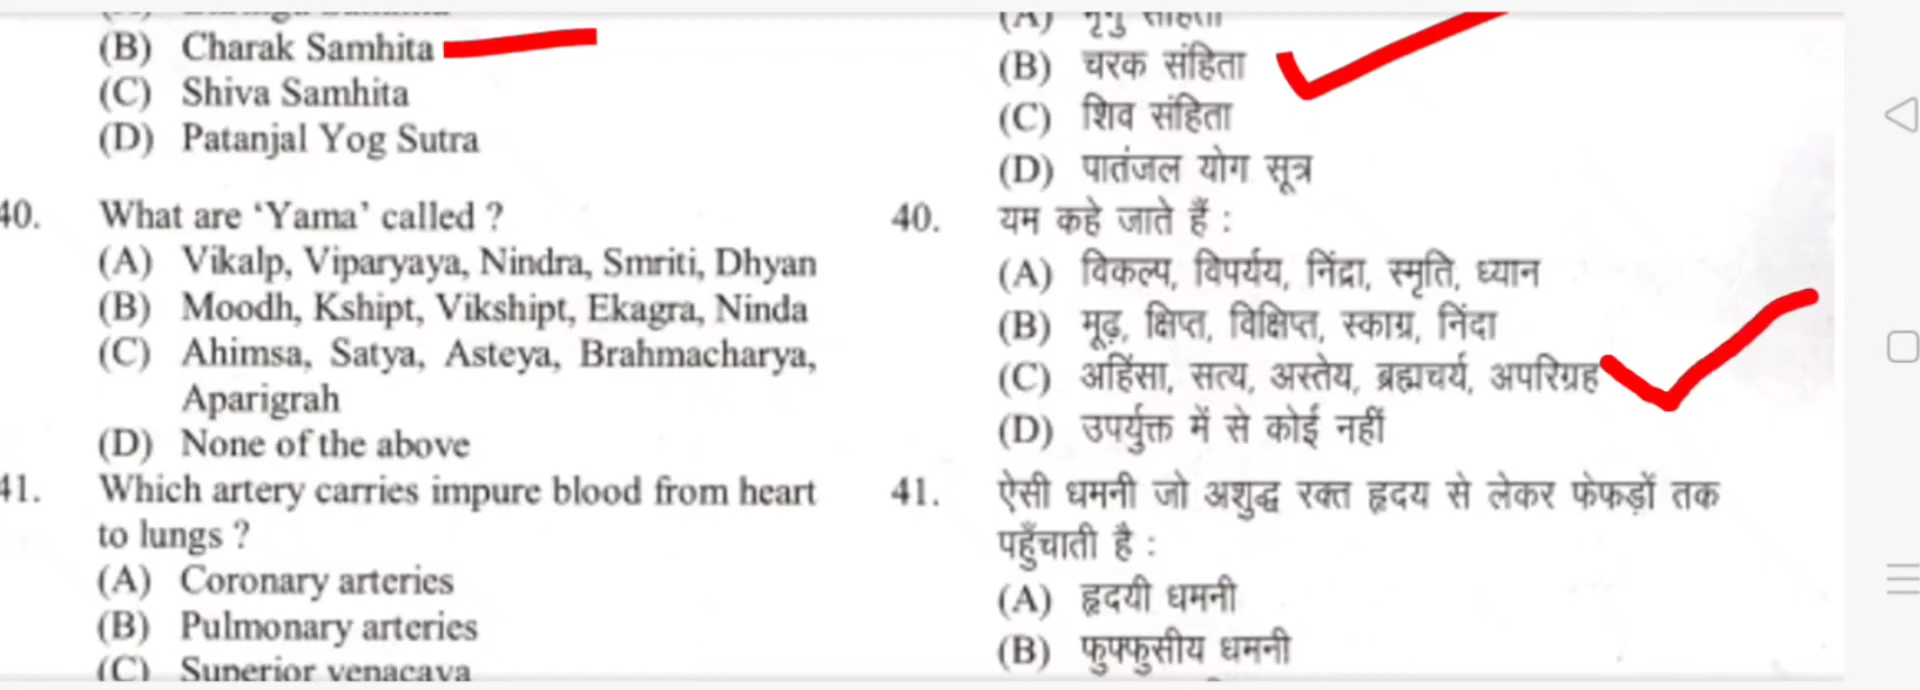 (B) Charak Samhita
(C) Shiva Samhita
(D) Patanjal Yog Sutra
40. What are ‘Yama’ called ?
(A) Vikalp, Viparyaya, Nindra, Smriti, Dhyan
(B) Moodh, Kshipt, Vikshipt, Ekagra, Ninda
(C) Ahimsa, Satya, Asteya, Brahmacharya,
Aparigrah
(D) None of the above
41. Which artery carries impure blood from heart
to lungs ?
(A) Coronary arteries
(B) Pulmonary arteries
(C) Superior venacava
(A) भृगु संहिता
(B) चरक संहिता
(C) शिव संहिता
(D) पातंजल योग सूत्र
40. यम कहे जाते हैं :
(A) विकल्प, विपर्यय, निंद्रा, स्मृति, ध्यान
(B) मूढ़, क्षिप्त, विक्षिप्त, स्काग्र, निंदा
(C) अहिंसा, सत्य, अस्तेय, ब्रह्मचर्य, अपरिग्रह
(D) उपर्युक्त में से कोई नहीं
41. ऐसी धमनी जो अशुद्ध रक्त हृदय से लेकर फेफड़ों तक
पहुँचाती है :
(A) हृदयी धमनी
(B) फुफ्फुसीय धमनी